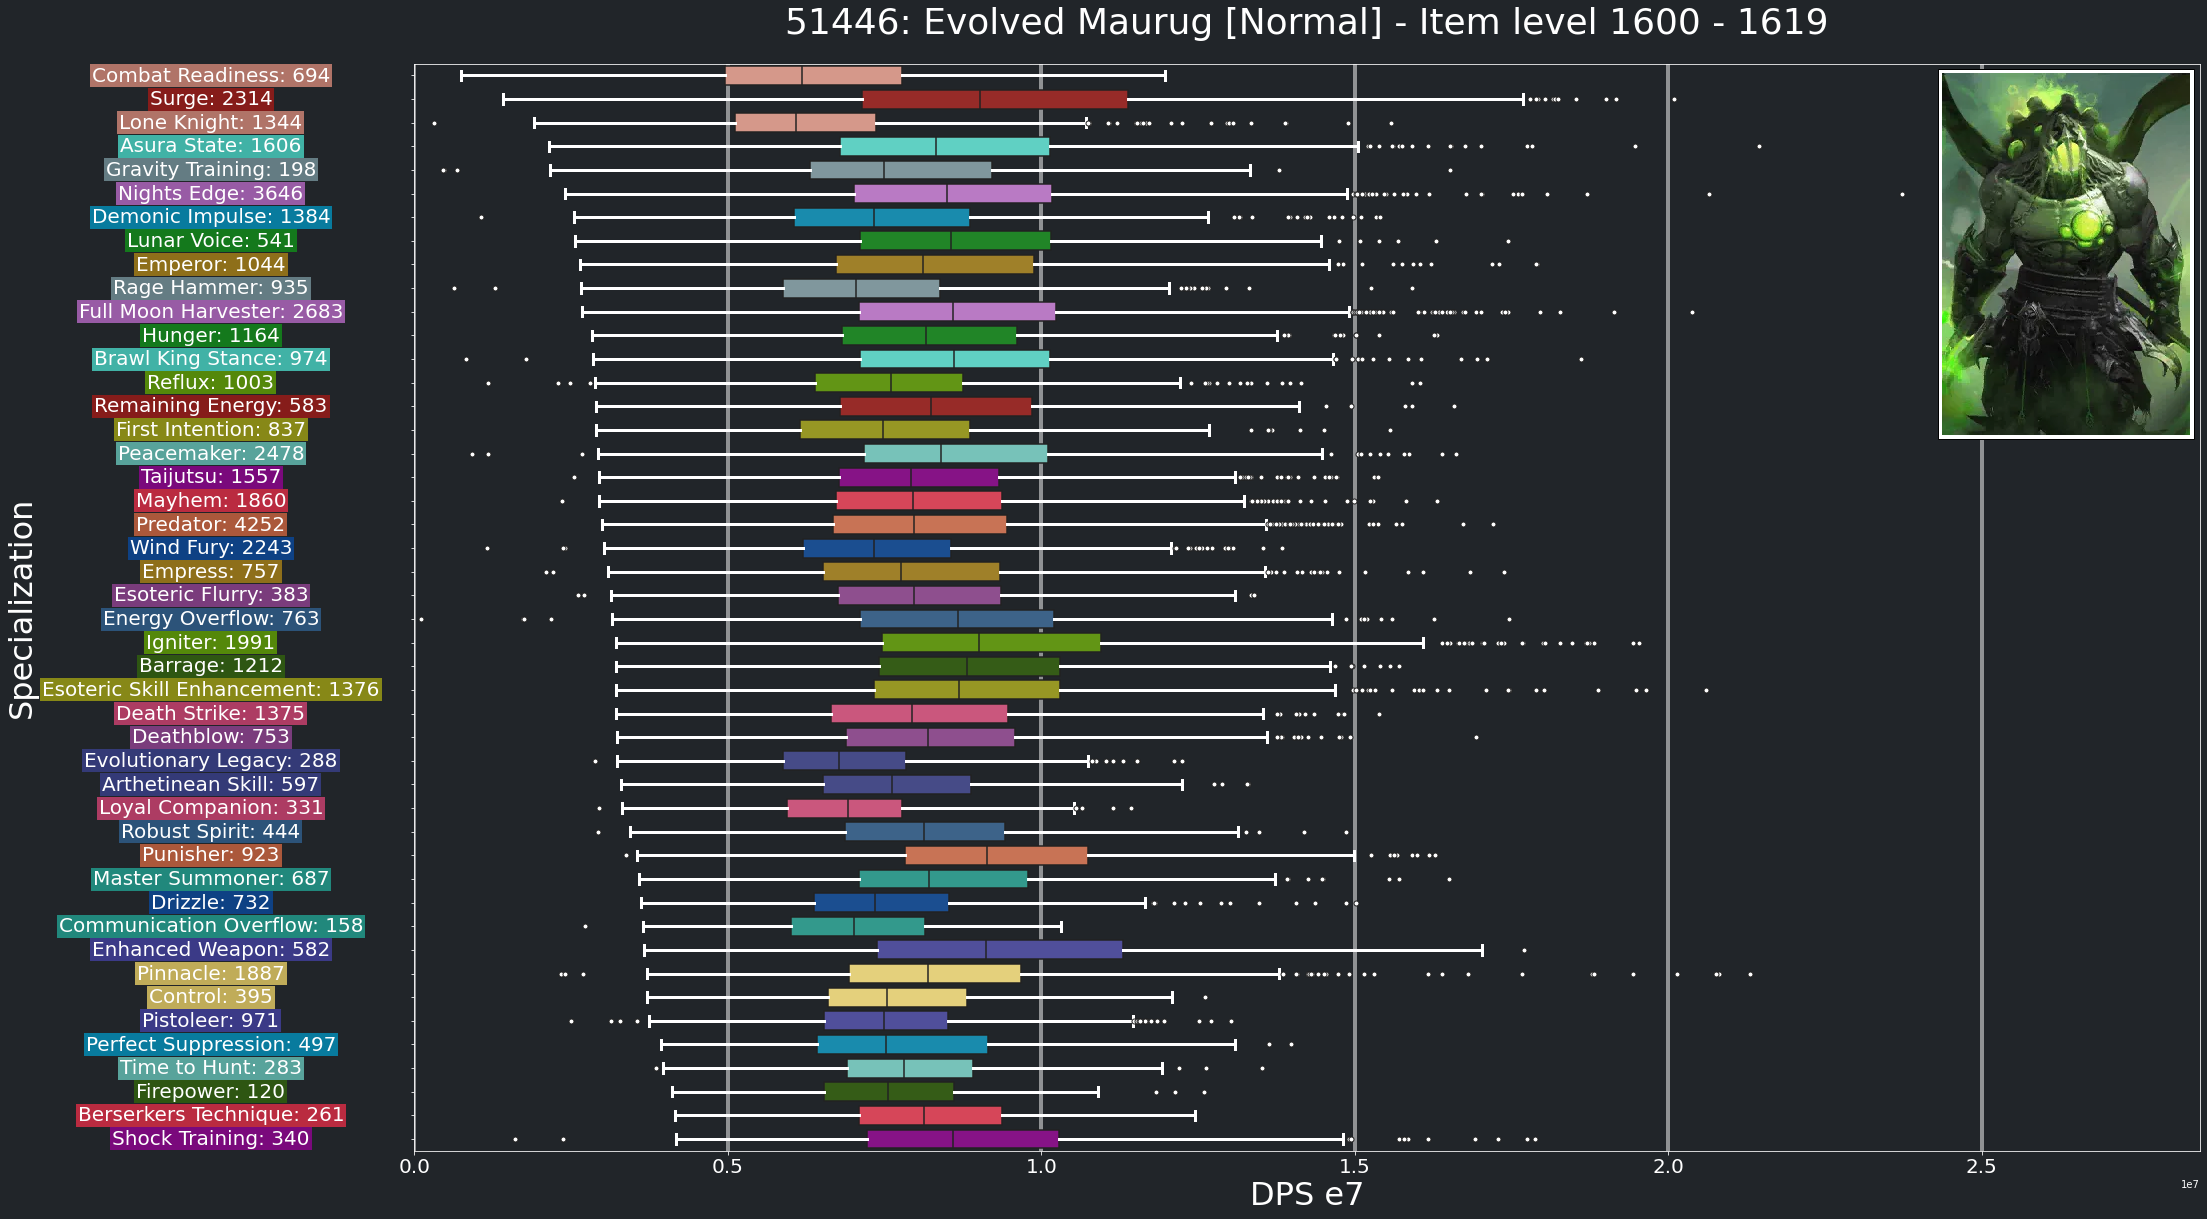 51446: Evolved Maurug [Normal] - Item level 1600 - 1619
Combat Readiness: 694
Surge: 2314
Lone Knight: 1344
Asura State: 1606
Gravity Training: 198
Nights Edge: 3646
Demonic Impulse: 1384
Lunar Voice: 541
Emperor: 1044
Rage Hammer: 935
Full Moon Harvester: 2683
Hunger: 1164
Brawl King Stance: 974
Reflux: 1003
Remaining Energy: 583
First Intention: 837
Peacemaker: 2478
Taijutsu: 1557
Mayhem: 1860
Predator: 4252
Wind Fury: 2243
Empress: 757
Esoteric Flurry: 383
Energy Overflow: 763
Igniter: 1991
Barrage: 1212
Esoteric Skill Enhancement: 1376
Death Strike: 1375
Deathblow: 753
Evolutionary Legacy: 288
Arthetinean Skill: 597
Loyal Companion: 331
Robust Spirit: 444
Punisher: 923
Master Summoner: 687
Drizzle: 732
Communication Overflow: 158
Enhanced Weapon: 582
Pinnacle: 1887
Control: 395
Pistoleer: 971
Perfect Suppression: 497
Time to Hunt: 283
Firepower: 120
Berserkers Technique: 261
Shock Training: 340
Specialization
0.0 0.5 1.0 1.5 2.0 2.5
DPS e7
1e7